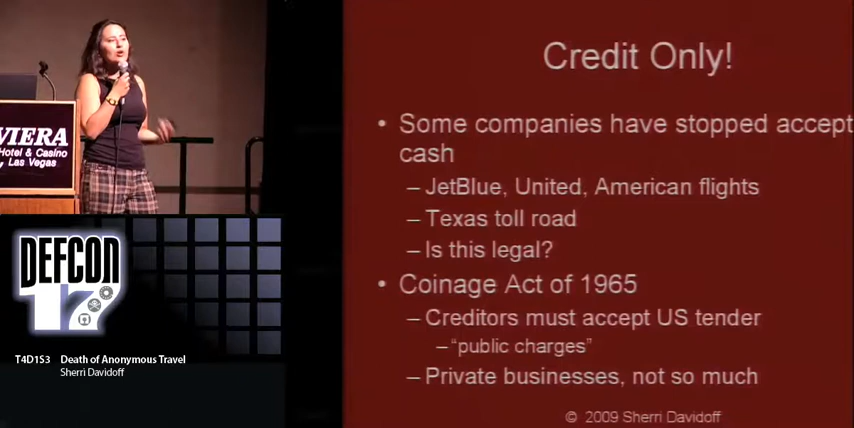 VIERA
Hotel & Casino
Las Vegas
DEFCON
17
T4D1S3 Death of Anonymous Travel
Sherri Davidoff
Credit Only!
• Some companies have stopped accept
cash
– JetBlue, United, American flights
– Texas toll road
– Is this legal?
• Coinage Act of 1965
– Creditors must accept US tender
– “public charges”
– Private businesses, not so much
© 2009 Sherri Davidoff